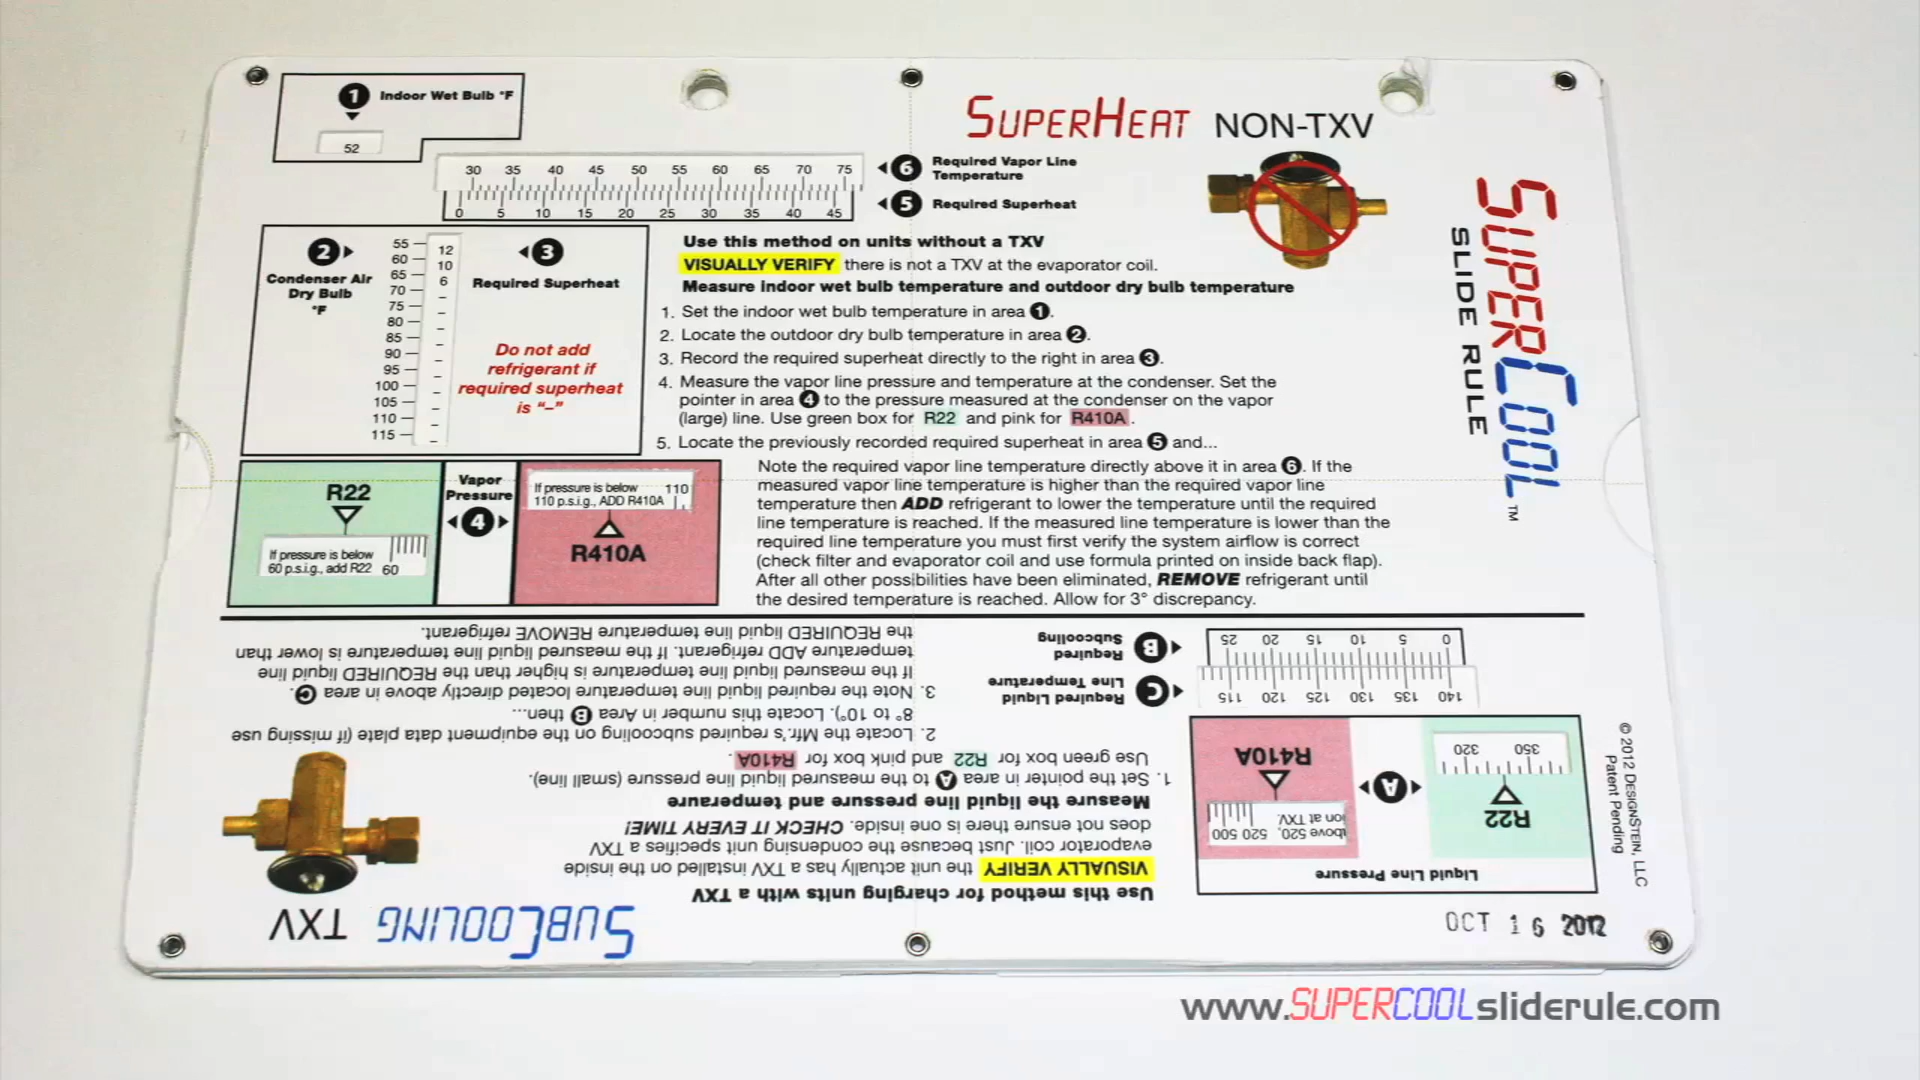 1 Indoor Wet Bulb °F
52
SUPERHEAT NON-TXV
30 35 40 45 50 55 60 65 70 75
6 Required Vapor Line
Temperature
0 5 10 15 20 25 30 35 40 45
5 Required Superheat
SUPERCOOL™
SLIDE RULE
2 Condenser Air
Dry Bulb
°F
3 Required Superheat
55 12
60 10
65 6
70 –
75 –
80 –
85 –
90 –
95 –
100 –
105 –
110 –
115 –
Do not add
refrigerant if
required superheat
is “–”
Use this method on units without a TXV
VISUALLY VERIFY there is not a TXV at the evaporator coil.
Measure indoor wet bulb temperature and outdoor dry bulb temperature
1. Set the indoor wet bulb temperature in area 1.
2. Locate the outdoor dry bulb temperature in area 2.
3. Record the required superheat directly to the right in area 3.
4. Measure the vapor line pressure and temperature at the condenser. Set the
pointer in area 4 to the pressure measured at the condenser on the vapor
(large) line. Use green box for R22 and pink for R410A.
5. Locate the previously recorded required superheat in area 5 and...
Note the required vapor line temperature directly above it in area 6. If the
measured vapor line temperature is higher than the required vapor line
temperature then ADD refrigerant to lower the temperature until the required
line temperature is reached. If the measured line temperature is lower than the
required line temperature you must first verify the system airflow is correct
(check filter and evaporator coil and use formula printed on inside back flap).
After all other possibilities have been eliminated, REMOVE refrigerant until
the desired temperature is reached. Allow for 3° discrepancy.
R22
If pressure is below
60 p.s.i.g., add R22 60
Vapor
Pressure
4
If pressure is below 110
110 p.s.i.g., ADD R410A
R410A
SUBCOOLING TXV
Use this method for charging units with a TXV
VISUALLY VERIFY the unit actually has a TXV installed on the inside
evaporator coil. Just because the condensing unit specifies a TXV
does not ensure there is one inside. CHECK IT EVERY TIME!
Measure the liquid line pressure and temperaure
1. Set the pointer in area A to the measured liquid line pressure (small line).
Use green box for R22 and pink box for R410A.
2. Locate the Mfr.’s required subcooling on the equipment data plate (if missing use
8° to 10°). Locate this number in Area B then...
3. Note the required liquid line temperature located directly above in area C.
If the measured liquid line temperature is higher than the REQUIRED liquid line
temperature ADD refrigerant. If the measured liquid line temperature is lower than
the REQUIRED liquid line temperature REMOVE refrigerant.
Liquid Line Pressure
R22
350 320
A
above 520, 520 500
ion at TXV.
R410A
140 135 130 125 120 115
C Required Liquid
Line Temperature
0 5 10 15 20 25
B Required
Subcooling
© 2012 DESIGNSTEIN, LLC
Patent Pending
OCT 16 2012
www.SUPERCOOLsliderule.com